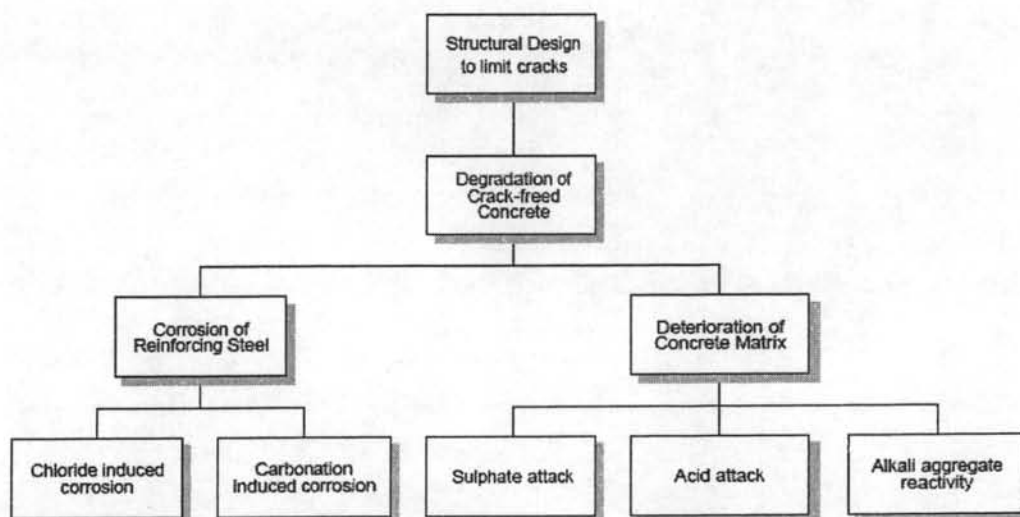 Structural Design
to limit cracks
Degradation of
Crack-freed
Concrete
Corrosion of
Reinforcing Steel
Deterioration of
Concrete Matrix
Chloride induced
corrosion
Carbonation
induced corrosion
Sulphate attack
Acid attack
Alkali aggregate
reactivity